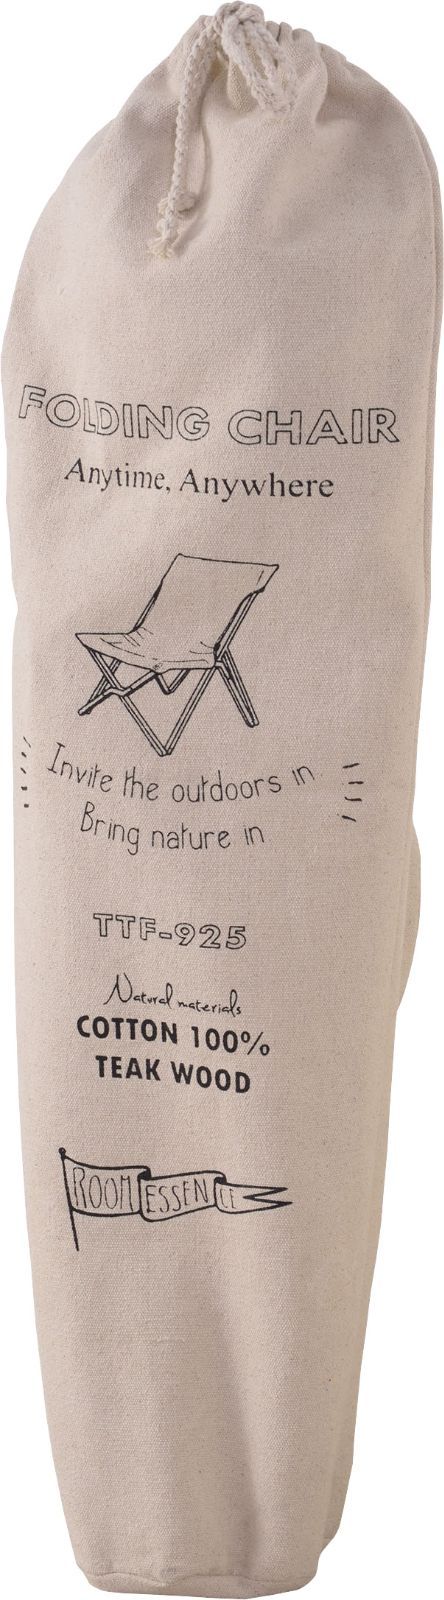 FOLDING CHAIR
Anytime, Anywhere
Invite the outdoors in
Bring nature in
TTF-925
Natural materials
COTTON 100%
TEAK WOOD
ROOM ESSENCE